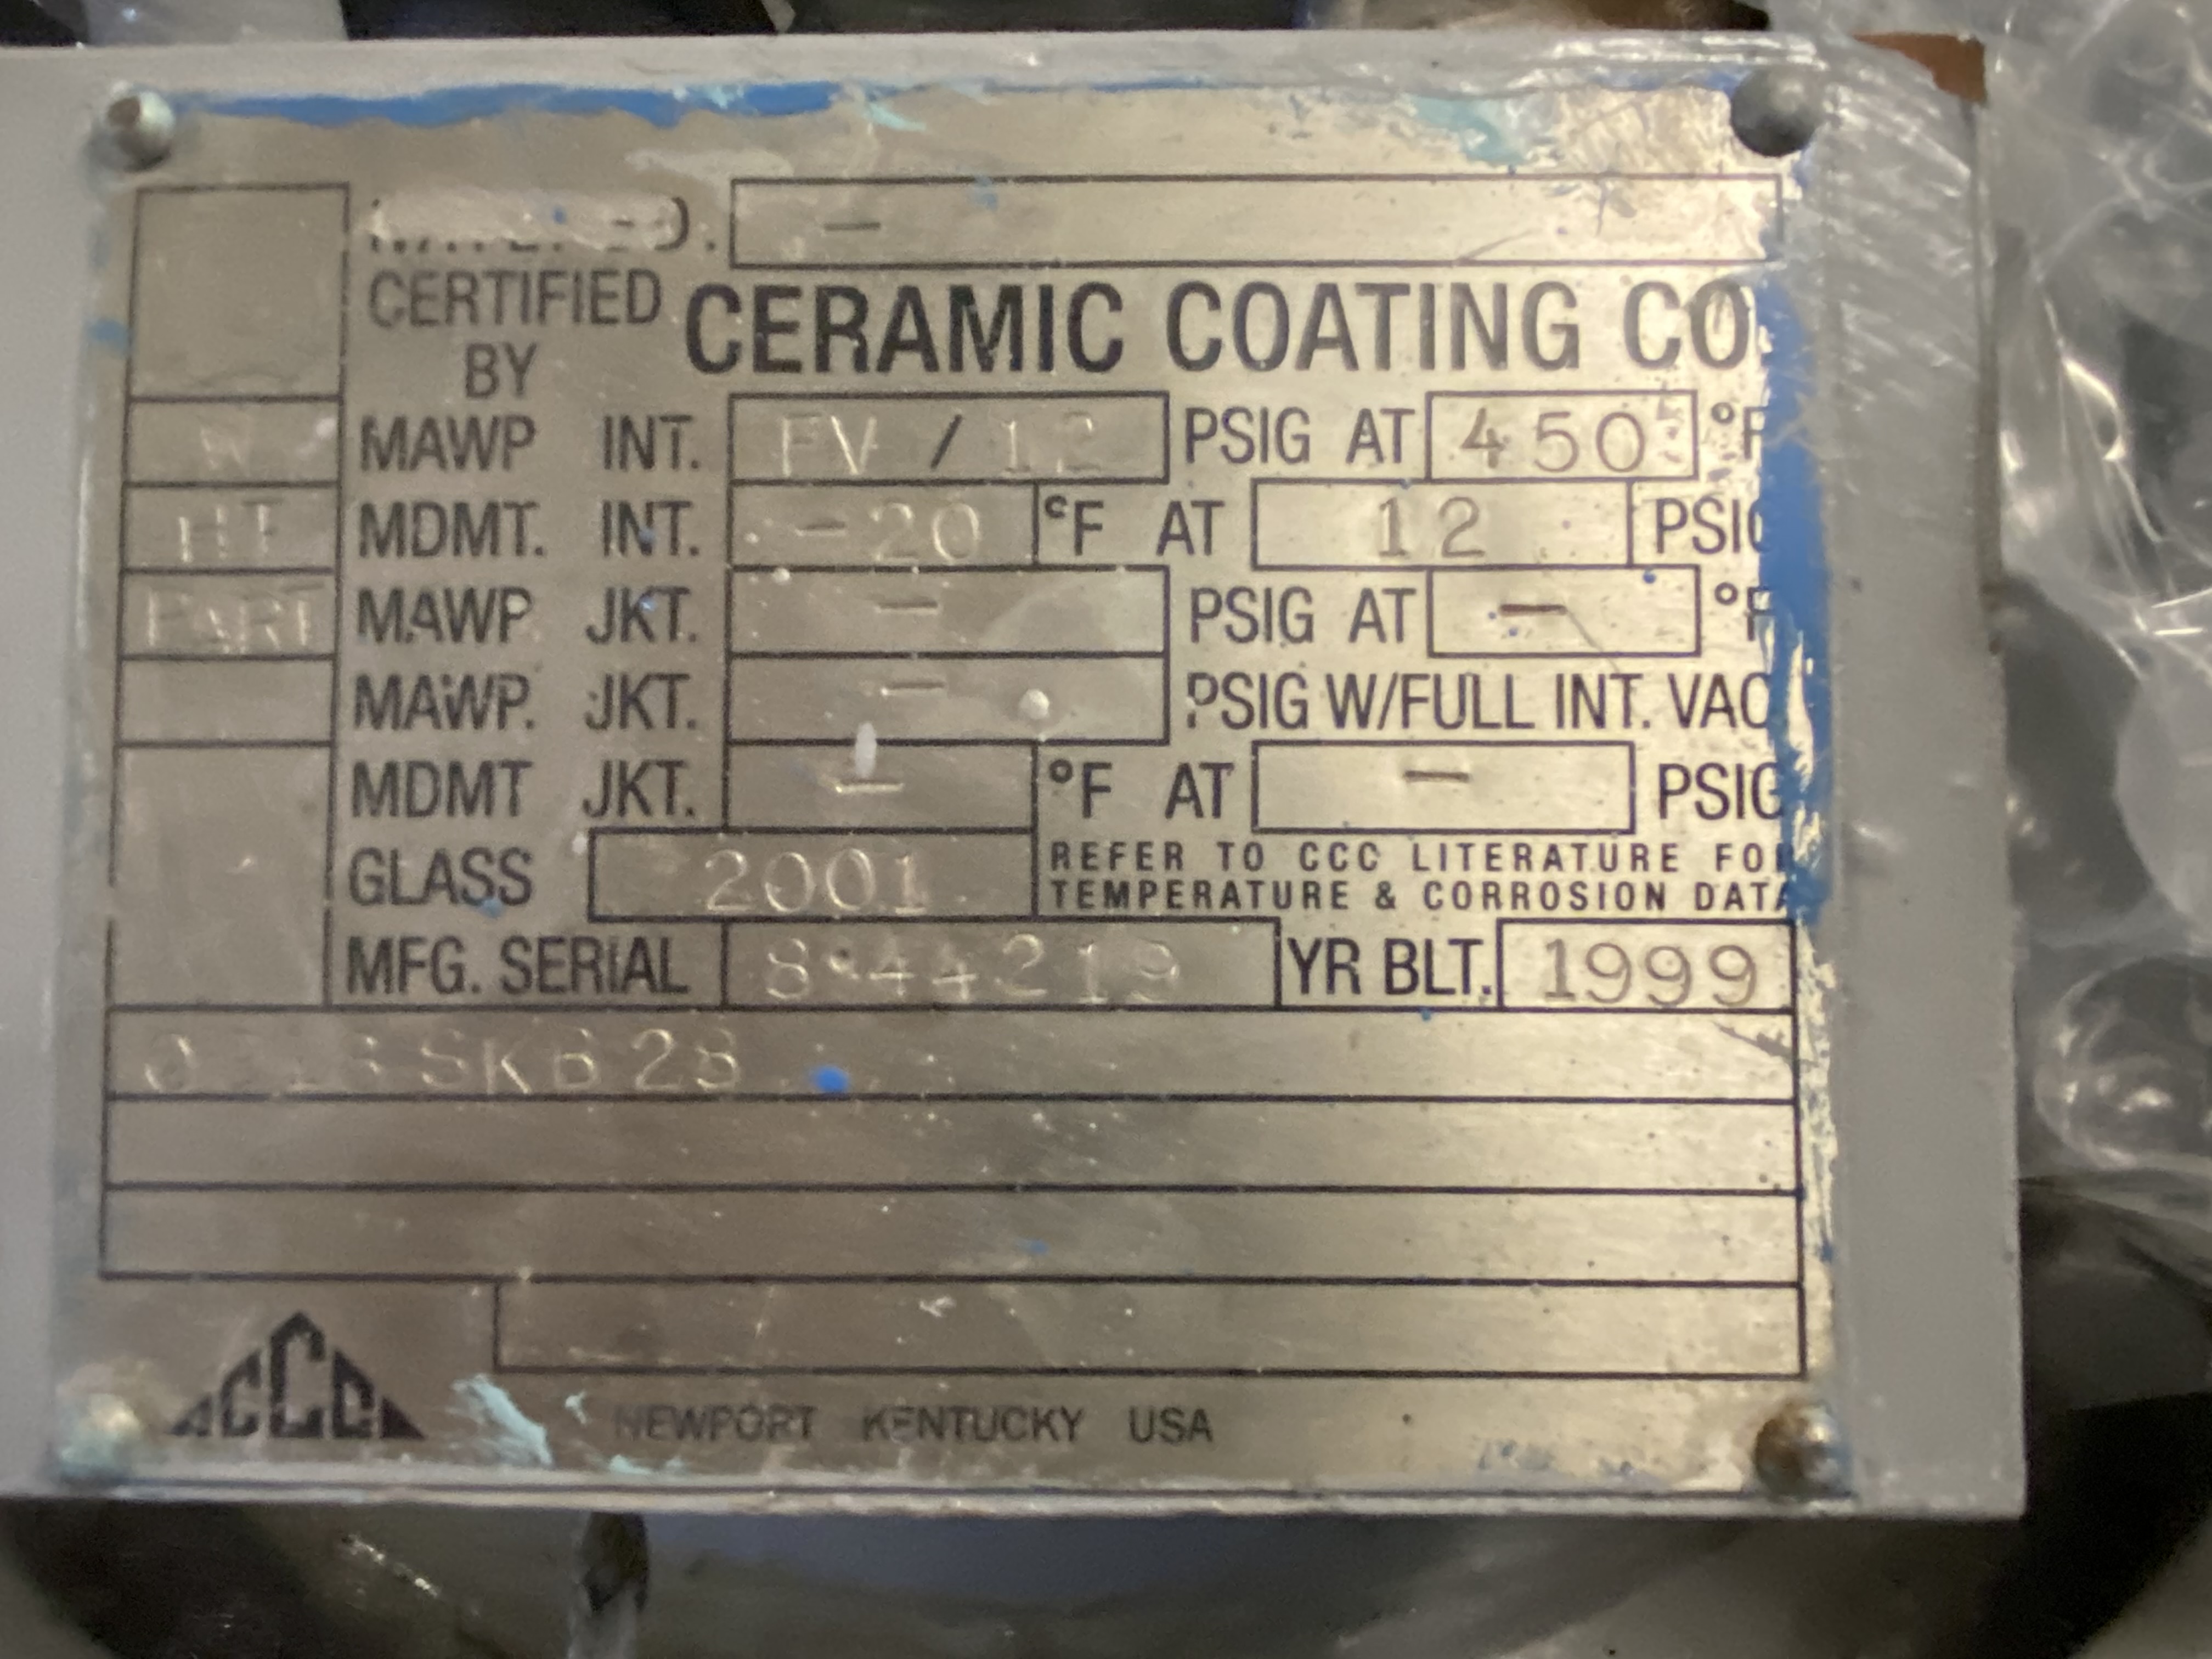 —
CERTIFIED BY CERAMIC COATING CO
W MAWP INT. FV / 12 PSIG AT 450 °F
HT MDMT. INT. -20 °F AT 12 PSIG
PART MAWP JKT. — PSIG AT — °F
MAWP. JKT. — PSIG W/FULL INT. VAC
MDMT JKT. — °F AT — PSIG
GLASS 2001 REFER TO CCC LITERATURE FOR
TEMPERATURE & CORROSION DATA
MFG. SERIAL YR BLT. 1999
CCC
NEWPORT KENTUCKY USA